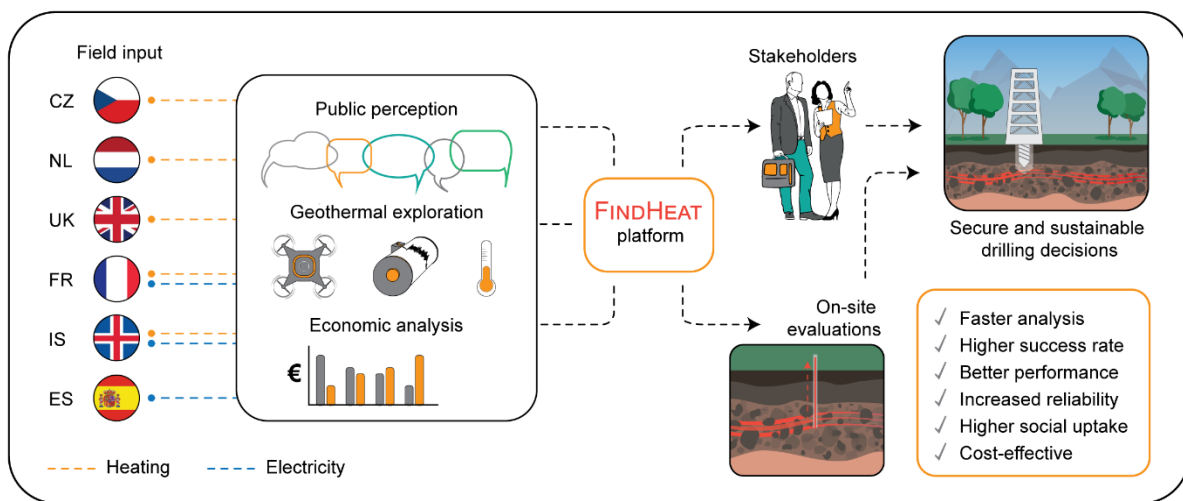 Field input
CZ
NL
UK
FR
IS
ES
Heating
Electricity
Public perception
Geothermal exploration
Economic analysis
€
FINDHEAT
platform
Stakeholders
On-site
evaluations
Secure and sustainable
drilling decisions
✓ Faster analysis
✓ Higher success rate
✓ Better performance
✓ Increased reliability
✓ Higher social uptake
✓ Cost-effective